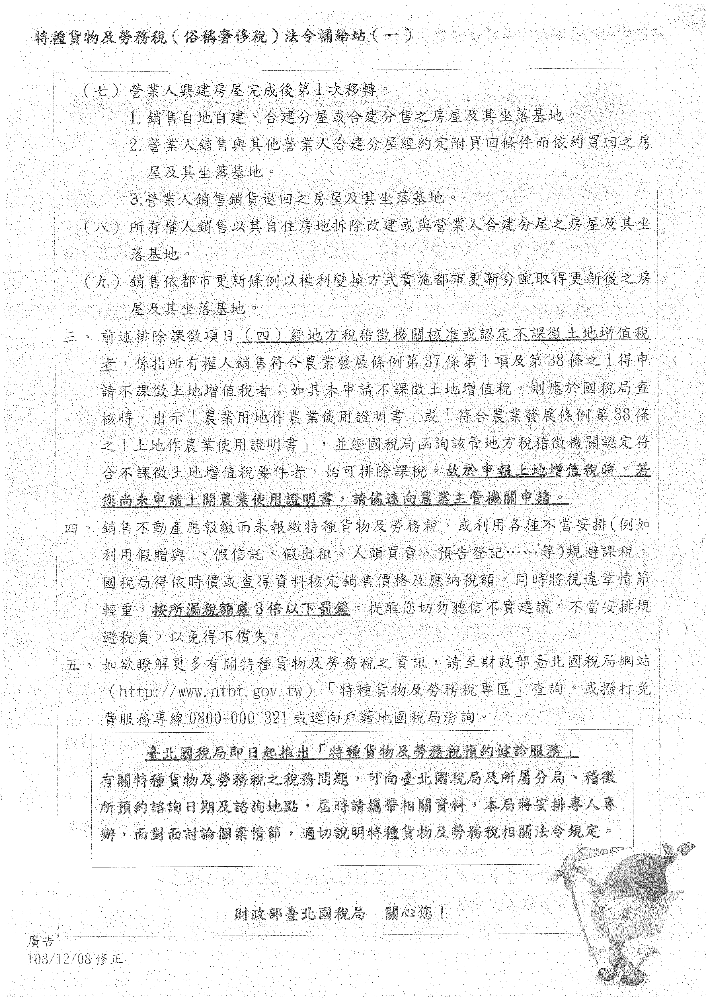 特種貨物及勞務稅(俗稱奢侈稅)法令補給站(一)
(七) 營業人興建房屋完成後第1次移轉。
1. 銷售自地自建、合建分屋或合建分售之房屋及其坐落基地。
2. 營業人銷售與其他營業人合建分屋經約定附買回條件而依約買回之房
屋及其坐落基地。
3.營業人銷售銷貨退回之房屋及其坐落基地。
(八) 所有權人銷售以其自住房地拆除改建或與營業人合建分屋之房屋及其坐
落基地。
(九) 銷售依都市更新條例以權利變換方式實施都市更新分配取得更新後之房
屋及其坐落基地。
三、前述排除課徵項目(四)經地方稅稽徵機關核准或認定不課徵土地增值稅
者,係指所有權人銷售符合農業發展條例第37條第1項及第38條之1得申
請不課徵土地增值稅者;如其未申請不課徵土地增值稅,則應於國稅局查
核時,出示「農業用地作農業使用證明書」或「符合農業發展條例第38條
之1土地作農業使用證明書」,並經國稅局函詢該管地方稅稽徵機關認定符
合不課徵土地增值稅要件者,始可排除課稅。故於申報土地增值稅時,若
您尚未申請上開農業使用證明書,請儘速向農業主管機關申請。
四、銷售不動產應報繳而未報繳特種貨物及勞務稅,或利用各種不當安排(例如
利用假贈與 、假信託、假出租、人頭買賣、預告登記……等)規避課稅,
國稅局得依時價或查得資料核定銷售價格及應納稅額,同時將視違章情節
輕重,按所漏稅額處3倍以下罰鍰。提醒您切勿聽信不實建議,不當安排規
避稅負,以免得不償失。
五、如欲瞭解更多有關特種貨物及勞務稅之資訊,請至財政部臺北國稅局網站
(http://www.ntbt.gov.tw)「特種貨物及勞務稅專區」查詢,或撥打免
費服務專線0800-000-321或逕向戶籍地國稅局洽詢。
臺北國稅局即日起推出「特種貨物及勞務稅預約健診服務」
有關特種貨物及勞務稅之稅務問題,可向臺北國稅局及所屬分局、稽徵
所預約諮詢日期及諮詢地點,屆時請攜帶相關資料,本局將安排專人專
辦,面對面討論個案情節,適切說明特種貨物及勞務稅相關法令規定。
財政部臺北國稅局 關心您!
廣告
103/12/08修正